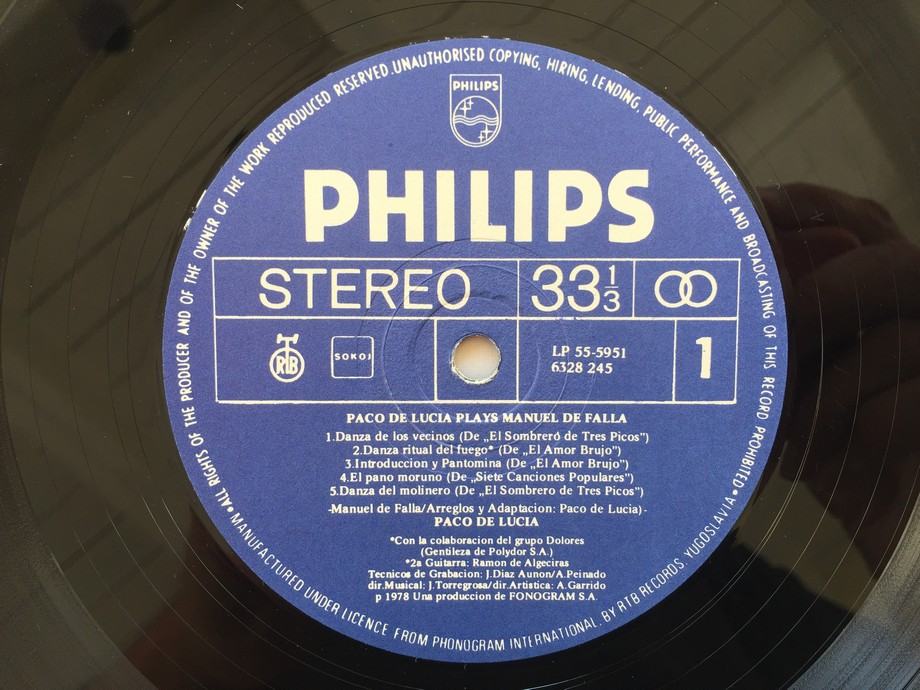 •ALL RIGHTS OF THE PRODUCER AND OF THE OWNER OF THE WORK REPRODUCED RESERVED.UNAUTHORISED COPYING, HIRING, LENDING, PUBLIC PERFORMANCE AND BROADCASTING OF THIS RECORD PROHIBITED•
PHILIPS
PHILIPS
STEREO 33 1/3
RTB SOKOJ LP 55-5951
6328 245
1
PACO DE LUCIA PLAYS MANUEL DE FALLA
1.Danza de los vecinos (De „El Sombrero de Tres Picos”)
2.Danza ritual del fuego* (De „El Amor Brujo”)
3.Introduccion y Pantomina (De „El Amor Brujo”)
4.El pano moruno (De „Siete Canciones Populares”)
5.Danza del molinero (De „El Sombrero de Tres Picos”)
-Manuel de Falla/Arreglos y Adaptacion: Paco de Lucia)-
PACO DE LUCIA
*Con la colaboracion del grupo Dolores
(Gentileza de Polydor S.A.)
*2a Guitarra: Ramon de Algeciras
Tecnicos de Grabacion: J.Diaz Aunon/A.Peinado
dir.Musical: J.Torregrosa/dir.Artistica: A.Garrido
p 1978 Una produccion de FONOGRAM S.A.
MANUFACTURED UNDER LICENCE FROM PHONOGRAM INTERNATIONAL, BY RTB RECORDS. YUGOSLAVIA•